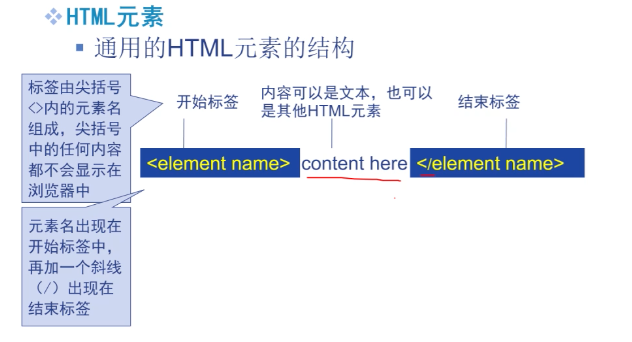 HTML元素
通用的HTML元素的结构
标签由尖括号
<>内的元素名
组成，尖括号
中的任何内容
都不会显示在
浏览器中
开始标签
内容可以是文本，也可以
是其他HTML元素
结束标签
<element name> content here </element name>
元素名出现在
开始标签中，
再加一个斜线
（/）出现在
结束标签